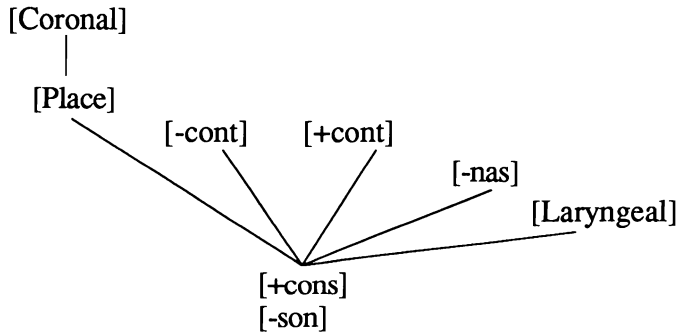 [Coronal]
[Place]
[-cont] [+cont]
[-nas]
[Laryngeal]
[+cons]
[-son]